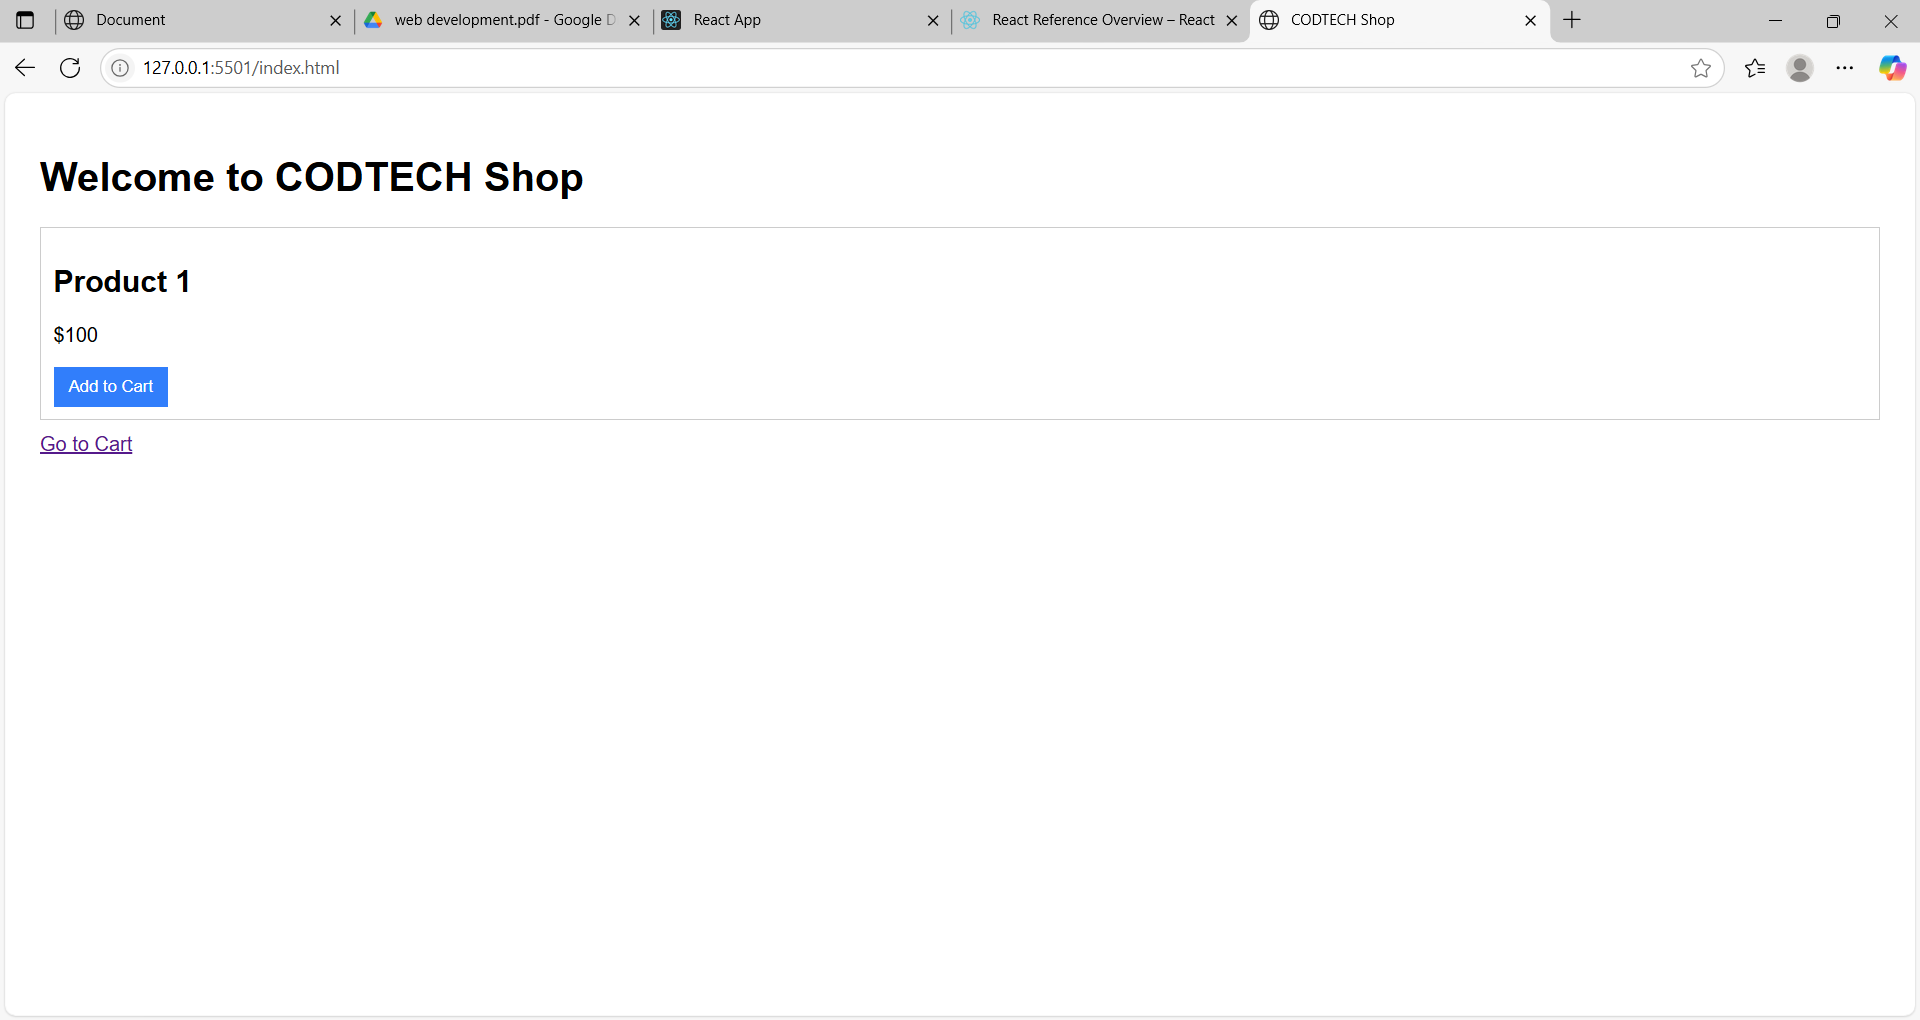 Document
web development.pdf - Google D
React App
React Reference Overview – React
CODTECH Shop
127.0.0.1:5501/index.html
Welcome to CODTECH Shop
Product 1
$100
Add to Cart
Go to Cart